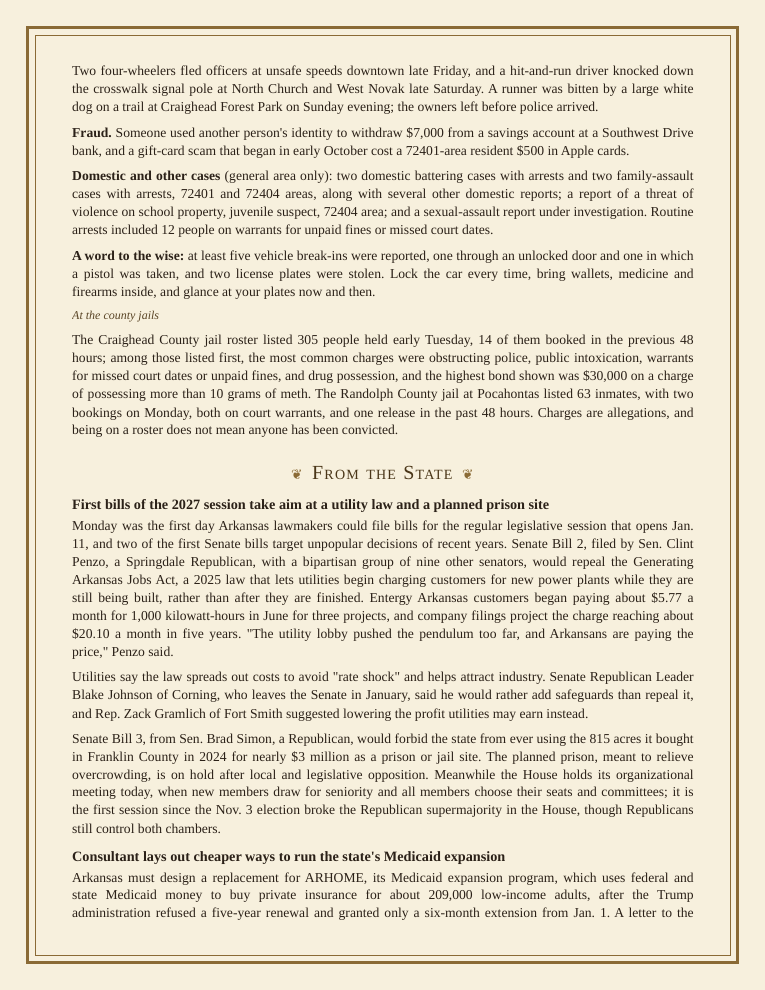 Two four-wheelers fled officers at unsafe speeds downtown late Friday, and a hit-and-run driver knocked down
the crosswalk signal pole at North Church and West Novak late Saturday. A runner was bitten by a large white
dog on a trail at Craighead Forest Park on Sunday evening; the owners left before police arrived.
Fraud. Someone used another person's identity to withdraw $7,000 from a savings account at a Southwest Drive
bank, and a gift-card scam that began in early October cost a 72401-area resident $500 in Apple cards.
Domestic and other cases (general area only): two domestic battering cases with arrests and two family-assault
cases with arrests, 72401 and 72404 areas, along with several other domestic reports; a report of a threat of
violence on school property, juvenile suspect, 72404 area; and a sexual-assault report under investigation. Routine
arrests included 12 people on warrants for unpaid fines or missed court dates.
A word to the wise: at least five vehicle break-ins were reported, one through an unlocked door and one in which
a pistol was taken, and two license plates were stolen. Lock the car every time, bring wallets, medicine and
firearms inside, and glance at your plates now and then.
At the county jails
The Craighead County jail roster listed 305 people held early Tuesday, 14 of them booked in the previous 48
hours; among those listed first, the most common charges were obstructing police, public intoxication, warrants
for missed court dates or unpaid fines, and drug possession, and the highest bond shown was $30,000 on a charge
of possessing more than 10 grams of meth. The Randolph County jail at Pocahontas listed 63 inmates, with two
bookings on Monday, both on court warrants, and one release in the past 48 hours. Charges are allegations, and
being on a roster does not mean anyone has been convicted.
❦ From the State ❦
First bills of the 2027 session take aim at a utility law and a planned prison site
Monday was the first day Arkansas lawmakers could file bills for the regular legislative session that opens Jan.
11, and two of the first Senate bills target unpopular decisions of recent years. Senate Bill 2, filed by Sen. Clint
Penzo, a Springdale Republican, with a bipartisan group of nine other senators, would repeal the Generating
Arkansas Jobs Act, a 2025 law that lets utilities begin charging customers for new power plants while they are
still being built, rather than after they are finished. Entergy Arkansas customers began paying about $5.77 a
month for 1,000 kilowatt-hours in June for three projects, and company filings project the charge reaching about
$20.10 a month in five years. "The utility lobby pushed the pendulum too far, and Arkansans are paying the
price," Penzo said.
Utilities say the law spreads out costs to avoid "rate shock" and helps attract industry. Senate Republican Leader
Blake Johnson of Corning, who leaves the Senate in January, said he would rather add safeguards than repeal it,
and Rep. Zack Gramlich of Fort Smith suggested lowering the profit utilities may earn instead.
Senate Bill 3, from Sen. Brad Simon, a Republican, would forbid the state from ever using the 815 acres it bought
in Franklin County in 2024 for nearly $3 million as a prison or jail site. The planned prison, meant to relieve
overcrowding, is on hold after local and legislative opposition. Meanwhile the House holds its organizational
meeting today, when new members draw for seniority and all members choose their seats and committees; it is
the first session since the Nov. 3 election broke the Republican supermajority in the House, though Republicans
still control both chambers.
Consultant lays out cheaper ways to run the state's Medicaid expansion
Arkansas must design a replacement for ARHOME, its Medicaid expansion program, which uses federal and
state Medicaid money to buy private insurance for about 209,000 low-income adults, after the Trump
administration refused a five-year renewal and granted only a six-month extension from Jan. 1. A letter to the